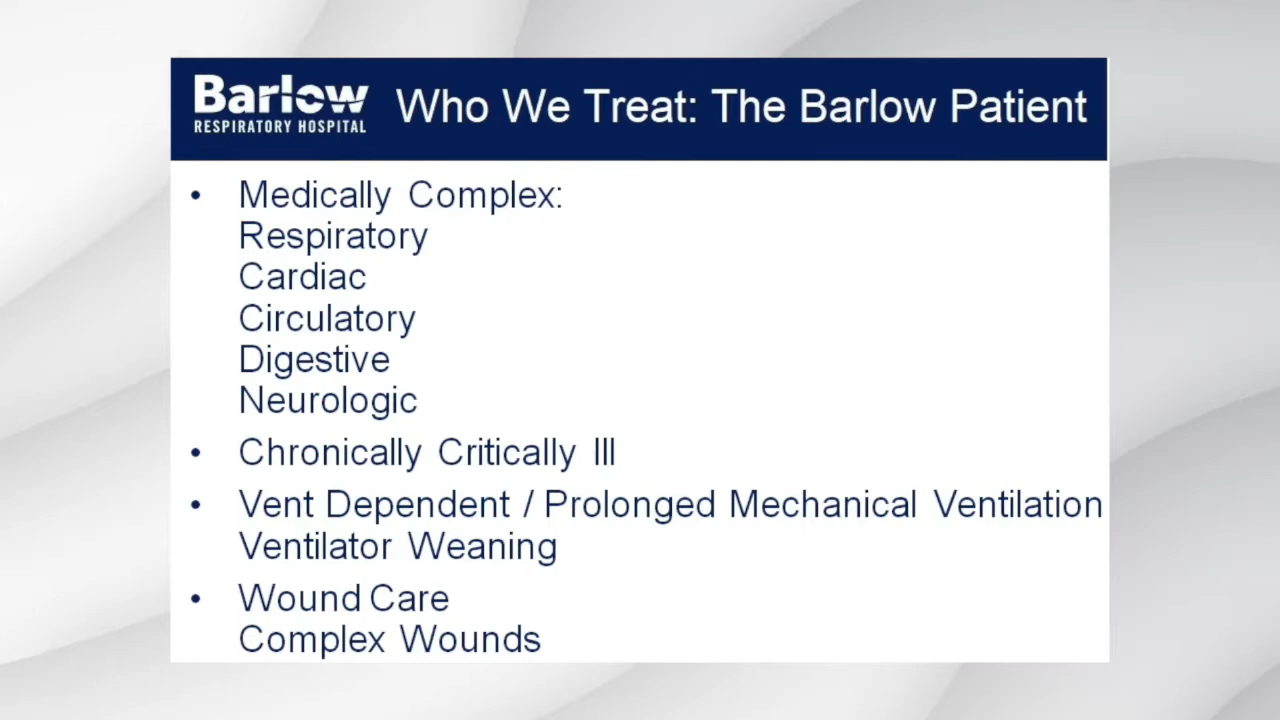 Barlow
RESPIRATORY HOSPITAL
Who We Treat: The Barlow Patient
• Medically Complex:
Respiratory
Cardiac
Circulatory
Digestive
Neurologic
• Chronically Critically Ill
• Vent Dependent / Prolonged Mechanical Ventilation
Ventilator Weaning
• Wound Care
Complex Wounds